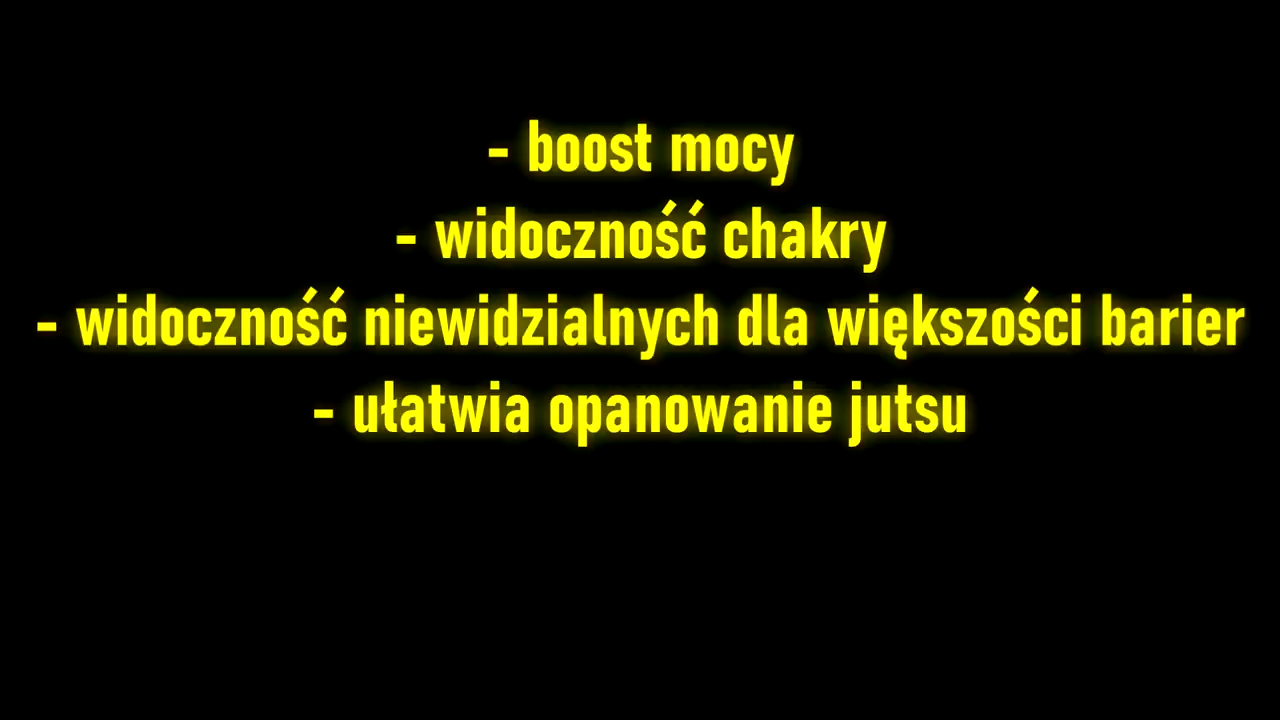 - boost mocy
- widoczność chakry
- widoczność niewidzialnych dla większości barier
- ułatwia opanowanie jutsu